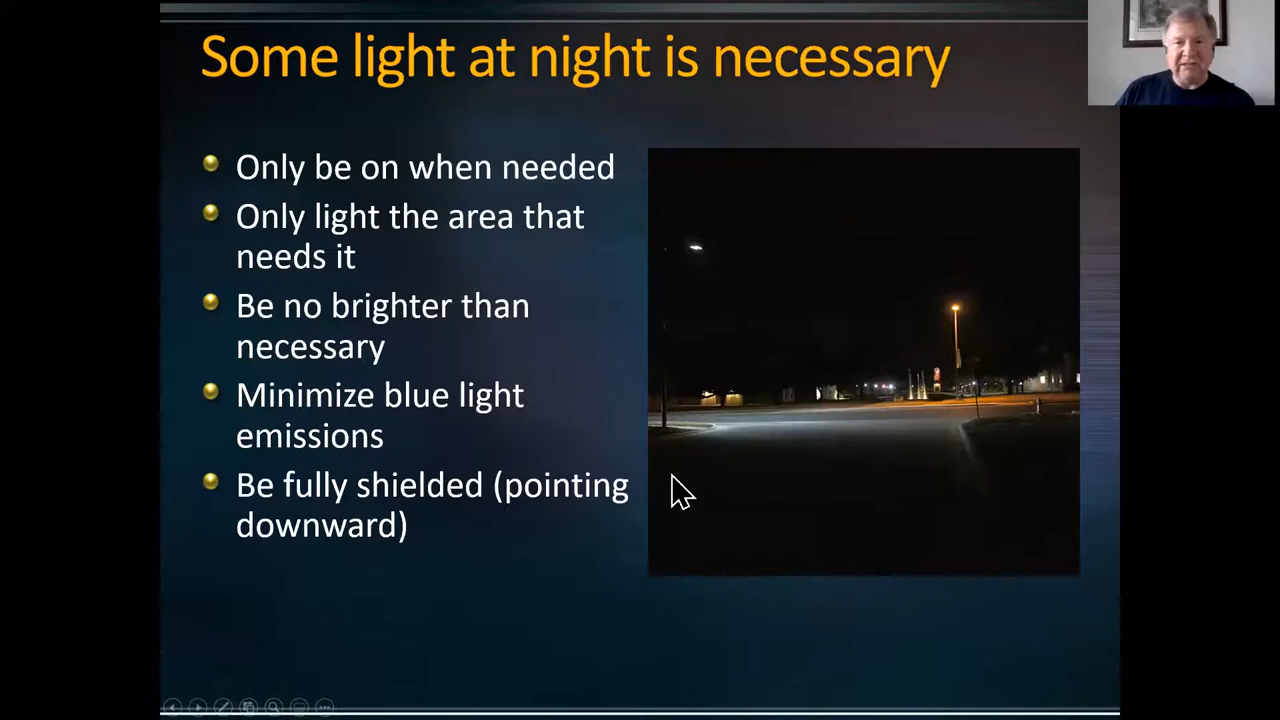 Some light at night is necessary
Only be on when needed
Only light the area that
needs it
Be no brighter than
necessary
Minimize blue light
emissions
Be fully shielded (pointing
downward)